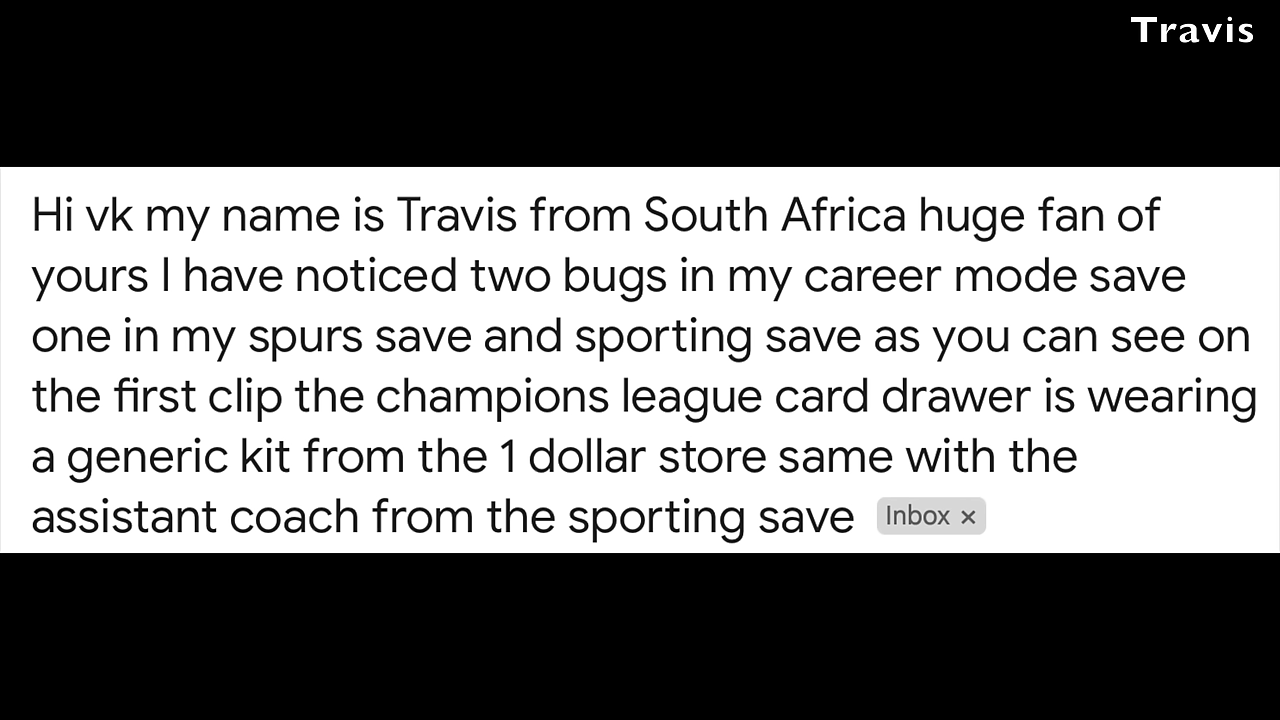 Travis
Hi vk my name is Travis from South Africa huge fan of
yours I have noticed two bugs in my career mode save
one in my spurs save and sporting save as you can see on
the first clip the champions league card drawer is wearing
a generic kit from the 1 dollar store same with the
assistant coach from the sporting save Inbox ×